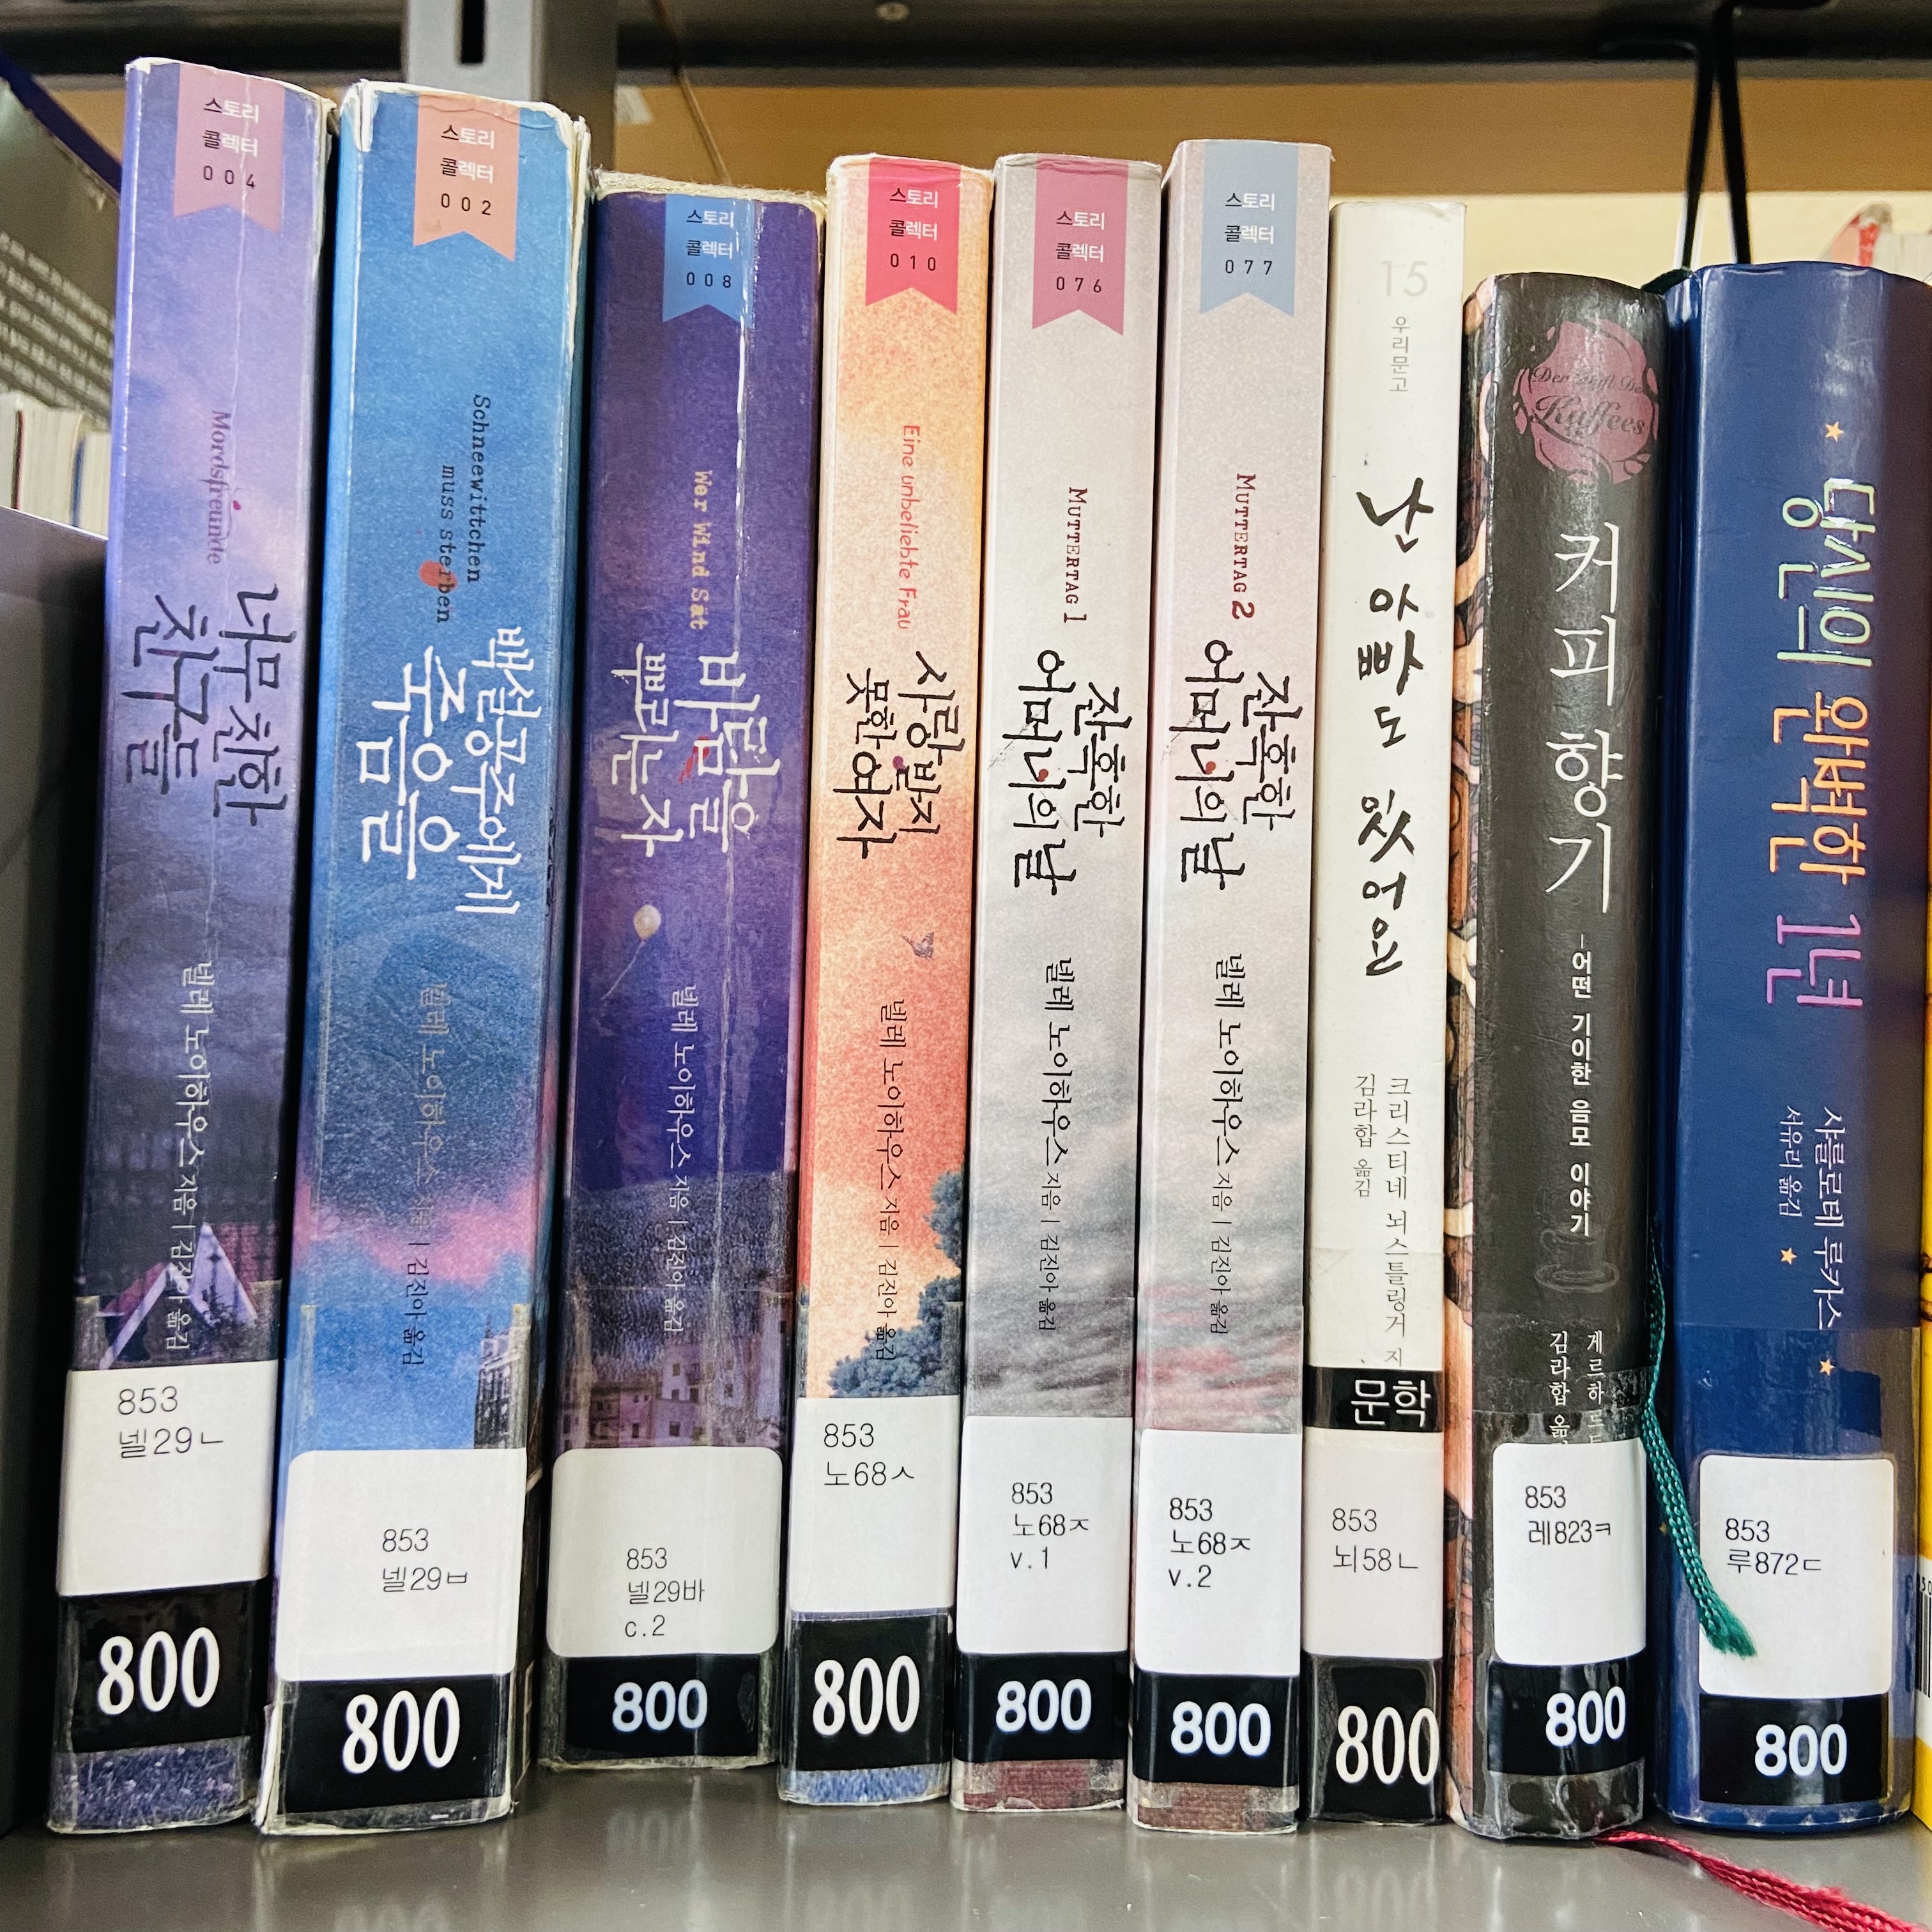 스토리
콜렉터
004
Mordsfreunde
너무 친한
친구들
넬레 노이하우스 지음 | 김진아 옮김
853
넬29ㄴ
800
스토리
콜렉터
002
Schneewittchen
muss sterben
백설공주에게
죽음을
넬레 노이하우스 지음 | 김진아 옮김
853
넬29ㅂ
800
스토리
콜렉터
008
Wer Wind Sät
바람을
뿌리는 자
넬레 노이하우스 지음 | 김진아 옮김
853
넬29바
c.2
800
스토리
콜렉터
010
Eine unbeliebte Frau
사랑받지
못한 여자
넬레 노이하우스 지음 | 김진아 옮김
853
노68ㅅ
800
스토리
콜렉터
076
MUTTERTAG 1
잔혹한
어머니의 날
넬레 노이하우스 지음 | 김진아 옮김
853
노68ㅈ
v.1
800
스토리
콜렉터
077
MUTTERTAG 2
잔혹한
어머니의 날
넬레 노이하우스 지음 | 김진아 옮김
853
노68ㅈ
v.2
800
15
우리문고
난 아빠도 있어요
크리스티네 뇌스틀링거 지
김라합 옮김
문학
853
뇌58ㄴ
800
Der Duft Des
Kaffees
커피 향기
-어떤 기이한 음모 이야기
게르하르트
김라합 옮
853
레823ㅋ
800
당신의 완벽한 1년
샤를로테 루카스
서유리 옮김
853
루872ㄷ
800